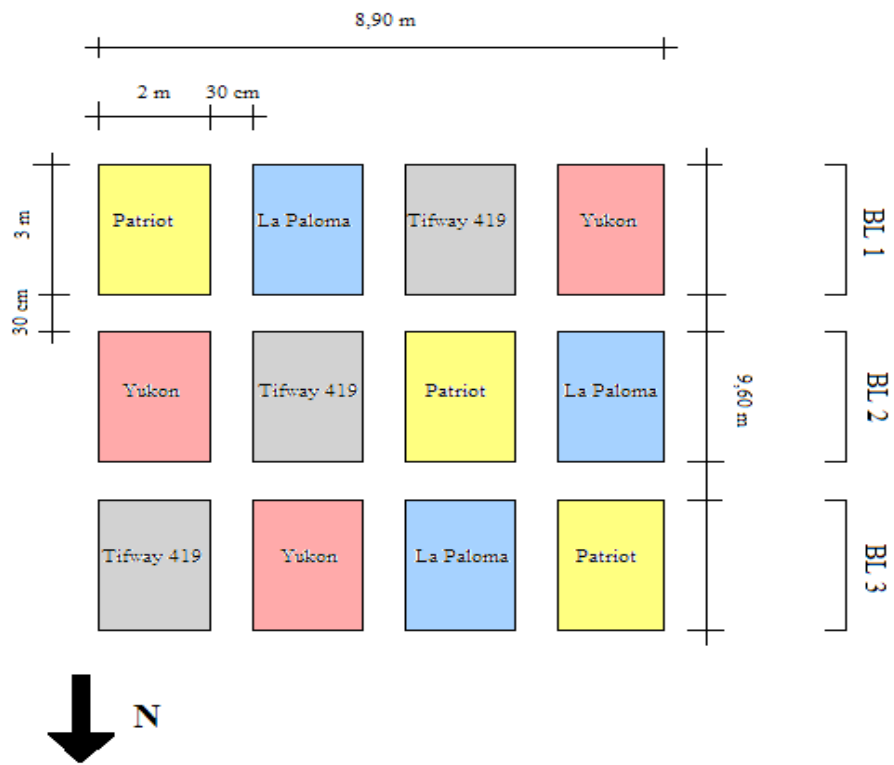 8,90 m
2 m
30 cm
3 m
30 cm
Patriot
La Paloma
Tifway 419
Yukon
BL 1
Yukon
Tifway 419
Patriot
La Paloma
9,60 m
BL 2
Tifway 419
Yukon
La Paloma
Patriot
BL 3
N